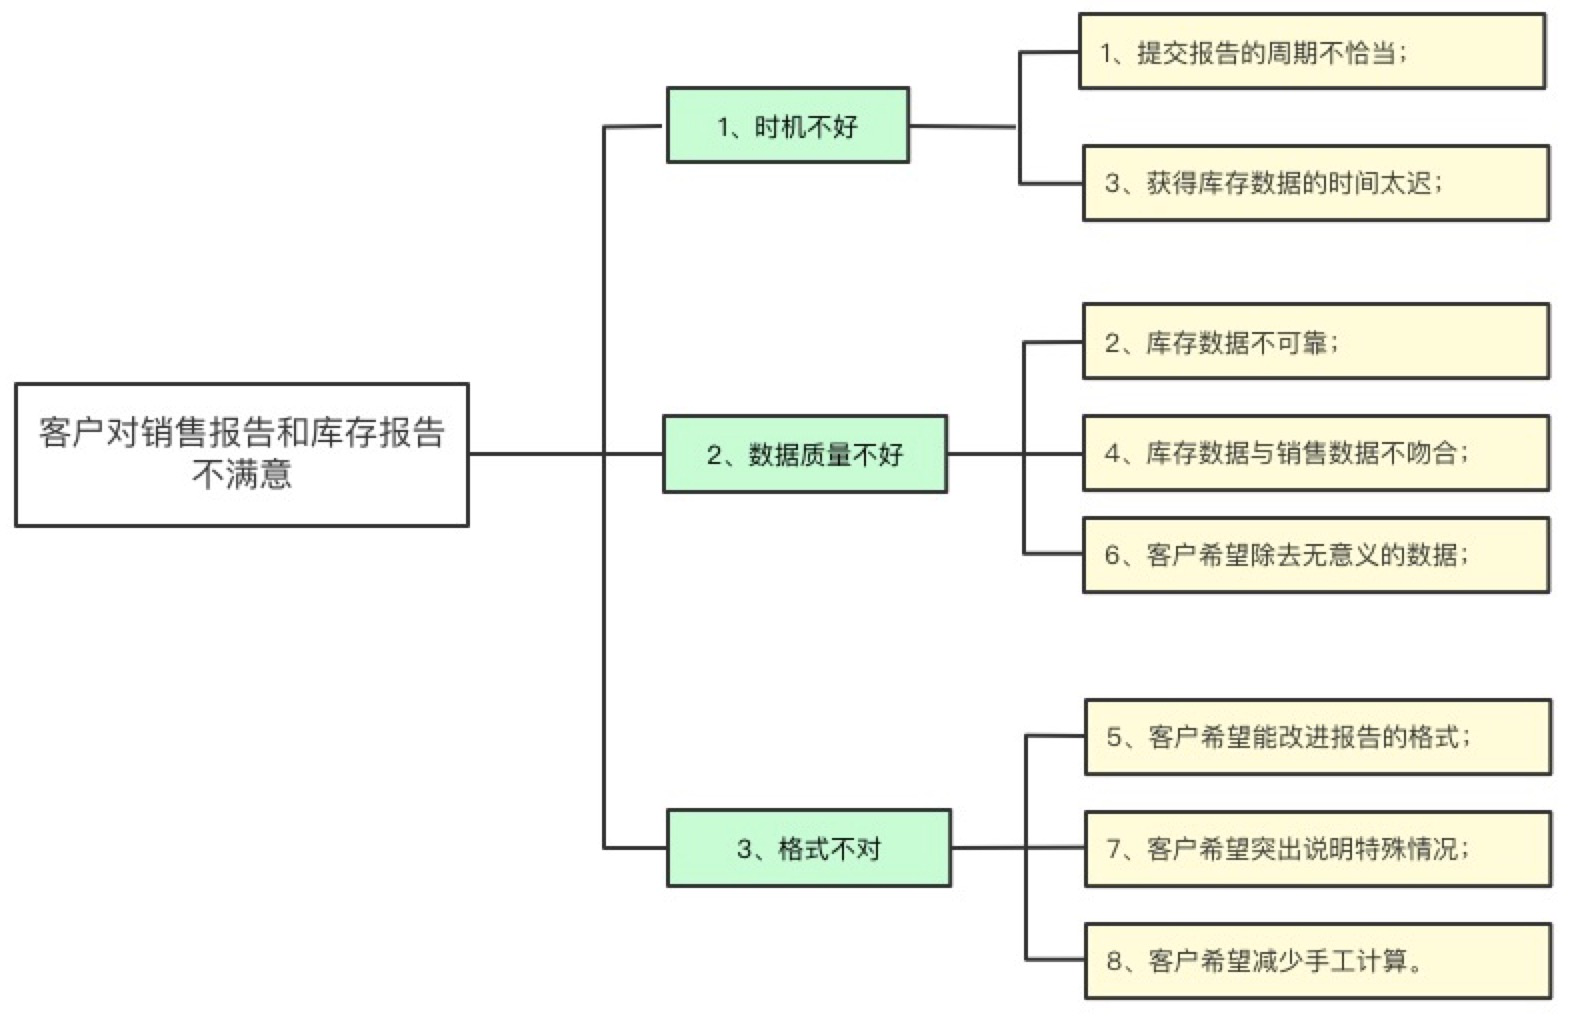 客户对销售报告和库存报告
不满意
1、时机不好
1、提交报告的周期不恰当；
3、获得库存数据的时间太迟；
2、数据质量不好
2、库存数据不可靠；
4、库存数据与销售数据不吻合；
6、客户希望除去无意义的数据；
3、格式不对
5、客户希望能改进报告的格式；
7、客户希望突出说明特殊情况；
8、客户希望减少手工计算。